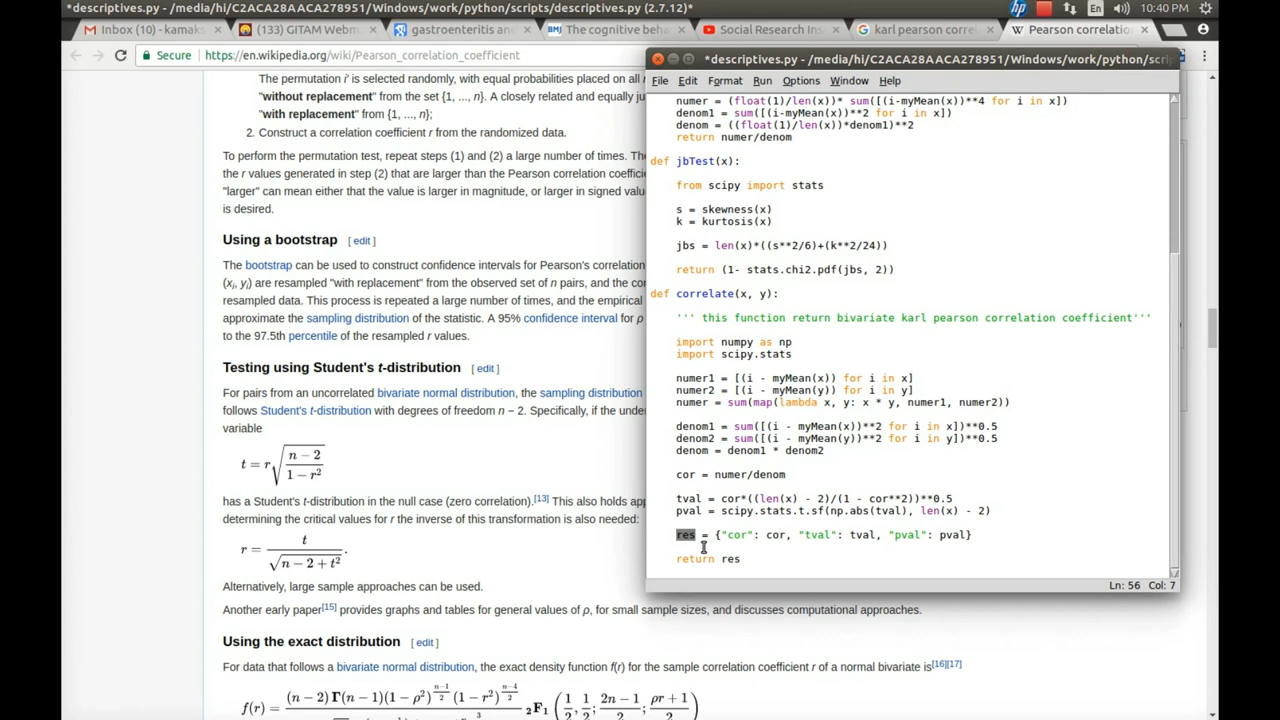 *descriptives.py - /media/hi/C2ACA28AACA278951/Windows/work/python/scripts/descriptives.py (2.7.12)*
En
10:40 PM
Inbox (10) - kamaks
GITAM Webm
gastroenteritis and
BMJ
The cognitive beha
Social Research Ins
karl pearson correl
Pearson correlation
Secure
https://en.wikipedia.org/wiki/Pearson_correlation_coefficient
The permutation i′ is selected randomly, with equal probabilities placed on all
"without replacement" from the set {1, ..., n}. A closely related and equally ju
"with replacement" from {1, ..., n};
2. Construct a correlation coefficient r from the randomized data.
To perform the permutation test, repeat steps (1) and (2) a large number of times. The
the r values generated in step (2) that are larger than the Pearson correlation coeffici
"larger" can mean either that the value is larger in magnitude, or larger in signed valu
is desired.
Using a bootstrap [ edit ]
The bootstrap can be used to construct confidence intervals for Pearson's correlation
(xi, yi) are resampled "with replacement" from the observed set of n pairs, and the co
resampled data. This process is repeated a large number of times, and the empirical
approximate the sampling distribution of the statistic. A 95% confidence interval for ρ
to the 97.5th percentile of the resampled r values.
Testing using Student's t-distribution [ edit ]
For pairs from an uncorrelated bivariate normal distribution, the sampling distribution
follows Student's t-distribution with degrees of freedom n − 2. Specifically, if the under
variable
t = r√((n − 2)/(1 − r²))
has a Student's t-distribution in the null case (zero correlation).[13] This also holds app
determining the critical values for r the inverse of this transformation is also needed:
r = t/√(n − 2 + t²).
Alternatively, large sample approaches can be used.
Another early paper[15] provides graphs and tables for general values of ρ, for small sample sizes, and discusses computational approaches.
Using the exact distribution [ edit ]
For data that follows a bivariate normal distribution, the exact density function f(r) for the sample correlation coefficient r of a normal bivariate is[16][17]
*descriptives.py - /media/hi/C2ACA28AACA278951/Windows/work/python/scri
File Edit Format Run Options Window Help
numer = (float(1)/len(x))* sum([(i-myMean(x))**4 for i in x])
denom1 = sum([(i-myMean(x))**2 for i in x])
denom = ((float(1)/len(x))*denom1)**2
return numer/denom
def jbTest(x):
from scipy import stats
s = skewness(x)
k = kurtosis(x)
jbs = len(x)*((s**2/6)+(k**2/24))
return (1- stats.chi2.pdf(jbs, 2))
def correlate(x, y):
''' this function return bivariate karl pearson correlation coefficient'''
import numpy as np
import scipy.stats
numer1 = [(i - myMean(x)) for i in x]
numer2 = [(i - myMean(y)) for i in y]
numer = sum(map(lambda x, y: x * y, numer1, numer2))
denom1 = sum([(i - myMean(x))**2 for i in x])**0.5
denom2 = sum([(i - myMean(y))**2 for i in y])**0.5
denom = denom1 * denom2
cor = numer/denom
tval = cor*((len(x) - 2)/(1 - cor**2))**0.5
pval = scipy.stats.t.sf(np.abs(tval), len(x) - 2)
res = {"cor": cor, "tval": tval, "pval": pval}
return res
Ln: 56 Col: 7